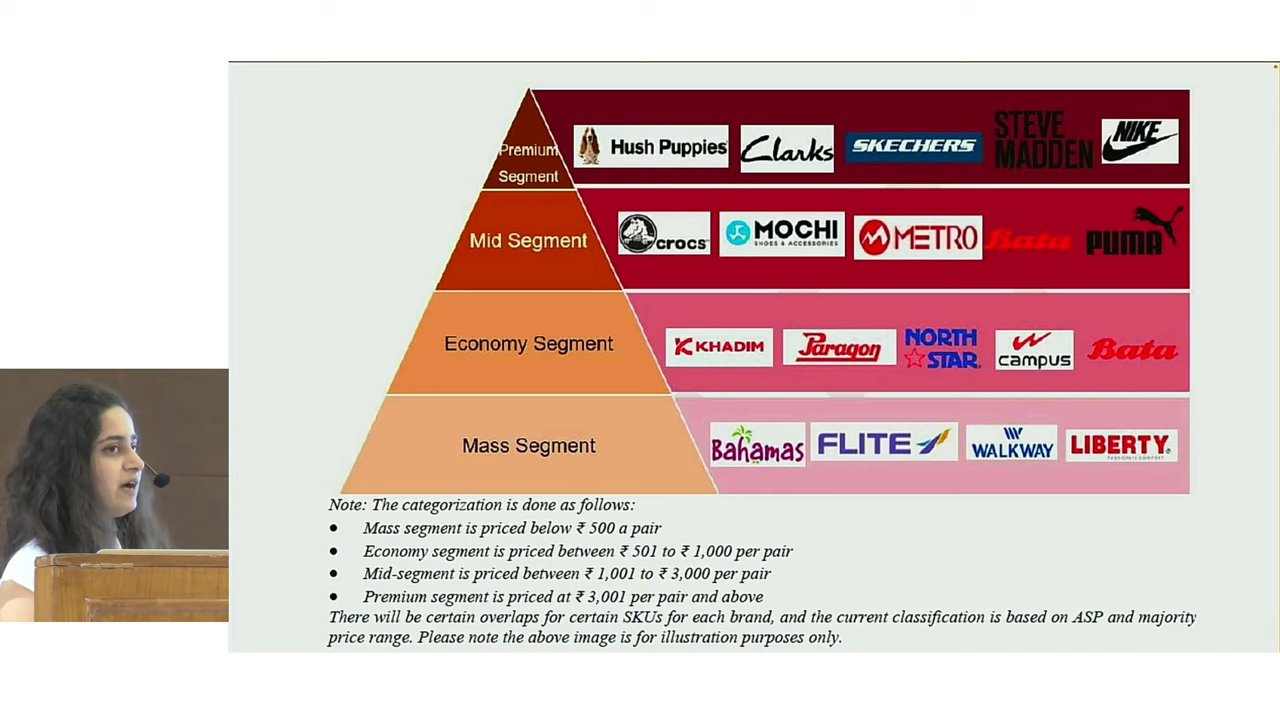 Premium
Segment
Hush Puppies
Clarks
SKECHERS
STEVE
MADDEN
NIKE
Mid Segment
crocs
MOCHI
SHOES & ACCESSORIES
METRO
Bata
PUMA
Economy Segment
KHADIM
Paragon
NORTH
STAR
campus
Bata
Mass Segment
Bahamas
FLITE
WALKWAY
LIBERTY
Note: The categorization is done as follows:
● Mass segment is priced below ₹ 500 a pair
● Economy segment is priced between ₹ 501 to ₹ 1,000 per pair
● Mid-segment is priced between ₹ 1,001 to ₹ 3,000 per pair
● Premium segment is priced at ₹ 3,001 per pair and above
There will be certain overlaps for certain SKUs for each brand, and the current classification is based on ASP and majority
price range. Please note the above image is for illustration purposes only.